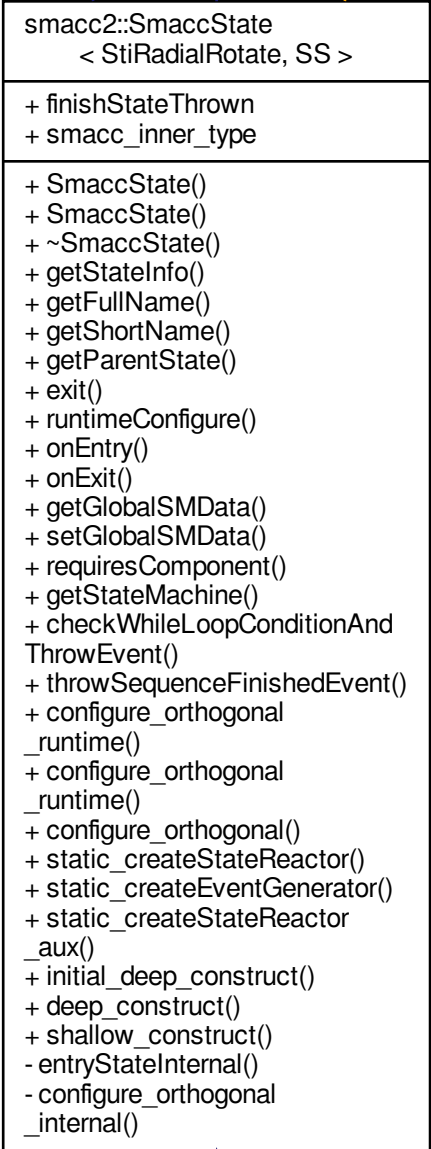 smacc2::SmaccState
< StiRadialRotate, SS >
+ finishStateThrown
+ smacc_inner_type
+ SmaccState()
+ SmaccState()
+ ~SmaccState()
+ getStateInfo()
+ getFullName()
+ getShortName()
+ getParentState()
+ exit()
+ runtimeConfigure()
+ onEntry()
+ onExit()
+ getGlobalSMData()
+ setGlobalSMData()
+ requiresComponent()
+ getStateMachine()
+ checkWhileLoopConditionAnd
ThrowEvent()
+ throwSequenceFinishedEvent()
+ configure_orthogonal
_runtime()
+ configure_orthogonal
_runtime()
+ configure_orthogonal()
+ static_createStateReactor()
+ static_createEventGenerator()
+ static_createStateReactor
_aux()
+ initial_deep_construct()
+ deep_construct()
+ shallow_construct()
- entryStateInternal()
- configure_orthogonal
_internal()